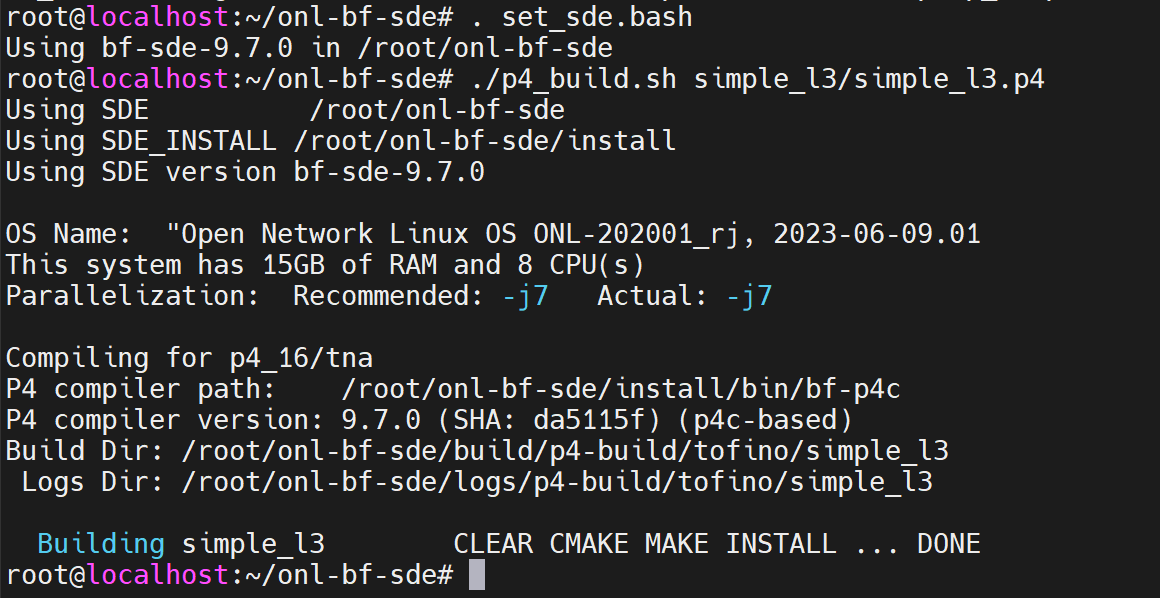 root@localhost:~/onl-bf-sde# . set_sde.bash
Using bf-sde-9.7.0 in /root/onl-bf-sde
root@localhost:~/onl-bf-sde# ./p4_build.sh simple_l3/simple_l3.p4
Using SDE          /root/onl-bf-sde
Using SDE_INSTALL /root/onl-bf-sde/install
Using SDE version bf-sde-9.7.0

OS Name:  "Open Network Linux OS ONL-202001_rj, 2023-06-09.01
This system has 15GB of RAM and 8 CPU(s)
Parallelization:  Recommended: -j7   Actual: -j7

Compiling for p4_16/tna
P4 compiler path:    /root/onl-bf-sde/install/bin/bf-p4c
P4 compiler version: 9.7.0 (SHA: da5115f) (p4c-based)
Build Dir: /root/onl-bf-sde/build/p4-build/tofino/simple_l3
 Logs Dir: /root/onl-bf-sde/logs/p4-build/tofino/simple_l3

  Building simple_l3        CLEAR CMAKE MAKE INSTALL ... DONE
root@localhost:~/onl-bf-sde#